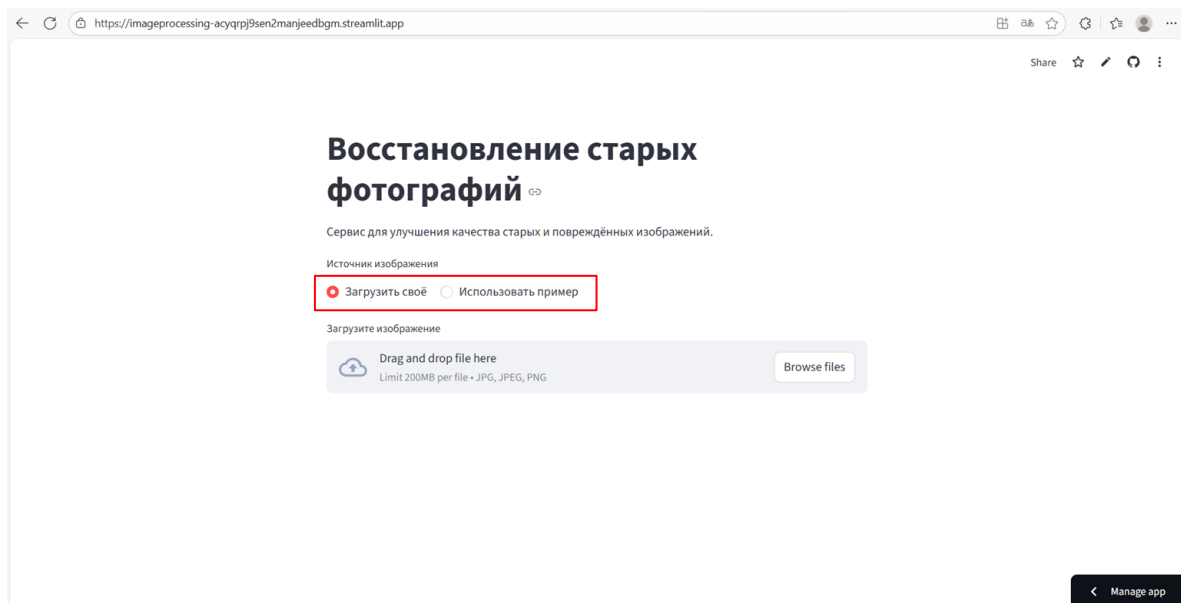 https://imageprocessing-acyqrpj9sen2manjeedbgm.streamlit.app
Share
Восстановление старых
фотографий
Сервис для улучшения качества старых и повреждённых изображений.
Источник изображения
Загрузить своё Использовать пример
Загрузите изображение
Drag and drop file here
Limit 200MB per file • JPG, JPEG, PNG
Browse files
Manage app